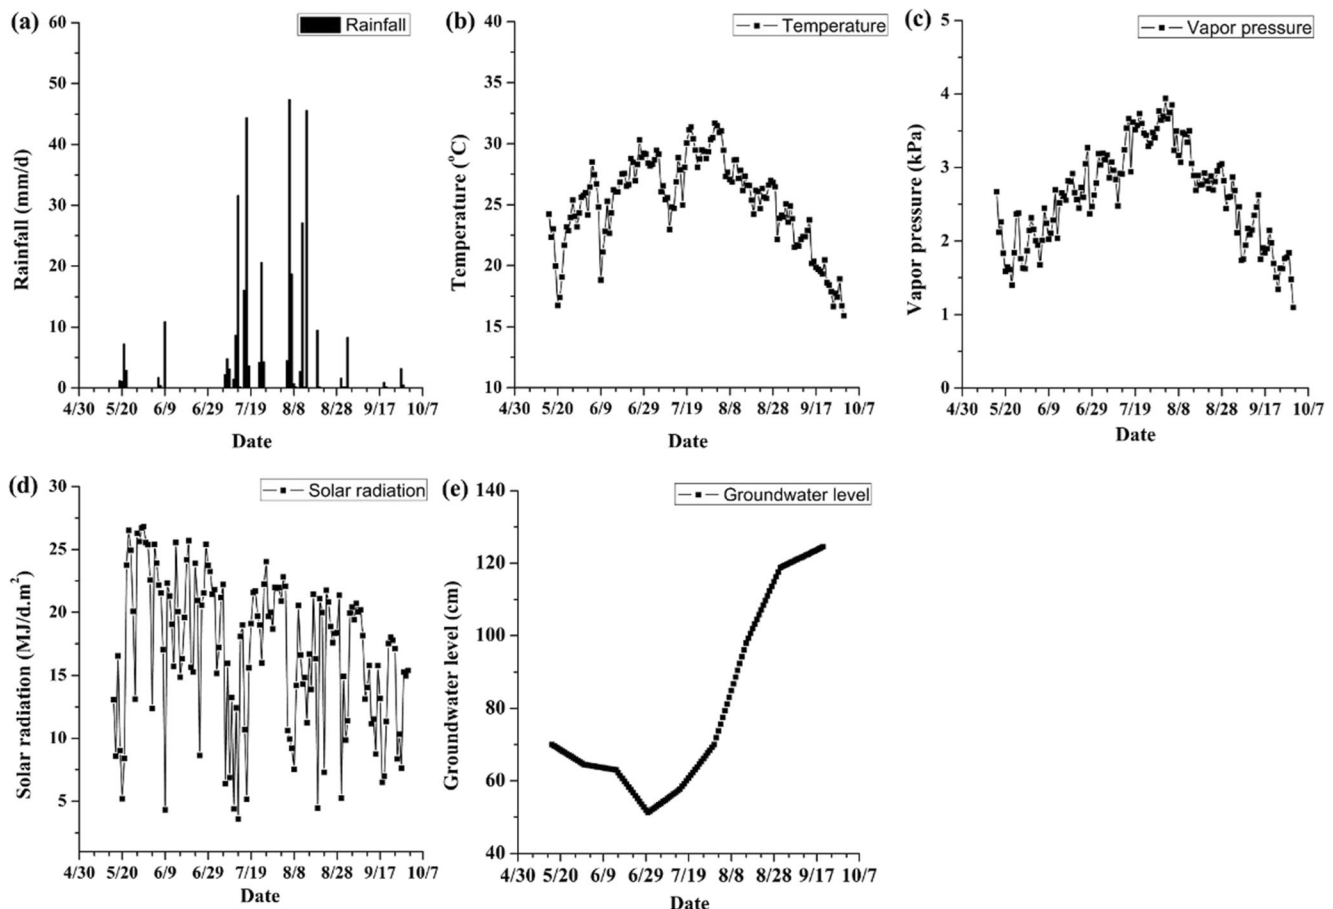 (a)
Rainfall
60
50
40
30
20
10
0
Rainfall (mm/d)
4/30 5/20 6/9 6/29 7/19 8/8 8/28 9/17 10/7
Date
(b)
Temperature
40
35
30
25
20
15
10
Temperature (°C)
4/30 5/20 6/9 6/29 7/19 8/8 8/28 9/17 10/7
Date
(c)
Vapor pressure
5
4
3
2
1
0
Vapor pressure (kPa)
4/30 5/20 6/9 6/29 7/19 8/8 8/28 9/17 10/7
Date
(d)
Solar radiation
30
25
20
15
10
5
Solar radiation (MJ/d.m²)
4/30 5/20 6/9 6/29 7/19 8/8 8/28 9/17 10/7
Date
(e)
Groundwater level
140
120
100
80
60
40
Groundwater level (cm)
4/30 5/20 6/9 6/29 7/19 8/8 8/28 9/17 10/7
Date